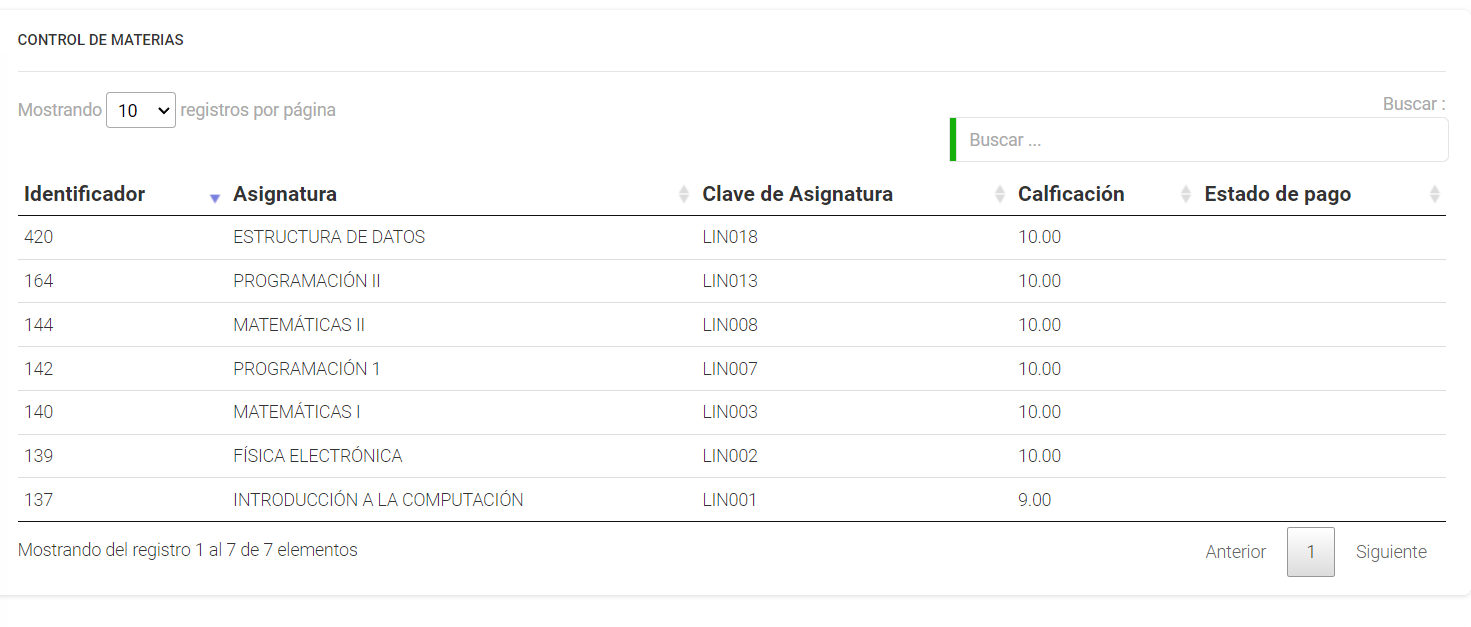 CONTROL DE MATERIAS
Mostrando 10 registros por página
Buscar :
Buscar ...
Identificador Asignatura Clave de Asignatura Calficación Estado de pago
420 ESTRUCTURA DE DATOS LIN018 10.00
164 PROGRAMACIÓN II LIN013 10.00
144 MATEMÁTICAS II LIN008 10.00
142 PROGRAMACIÓN 1 LIN007 10.00
140 MATEMÁTICAS I LIN003 10.00
139 FÍSICA ELECTRÓNICA LIN002 10.00
137 INTRODUCCIÓN A LA COMPUTACIÓN LIN001 9.00
Mostrando del registro 1 al 7 de 7 elementos
Anterior 1 Siguiente